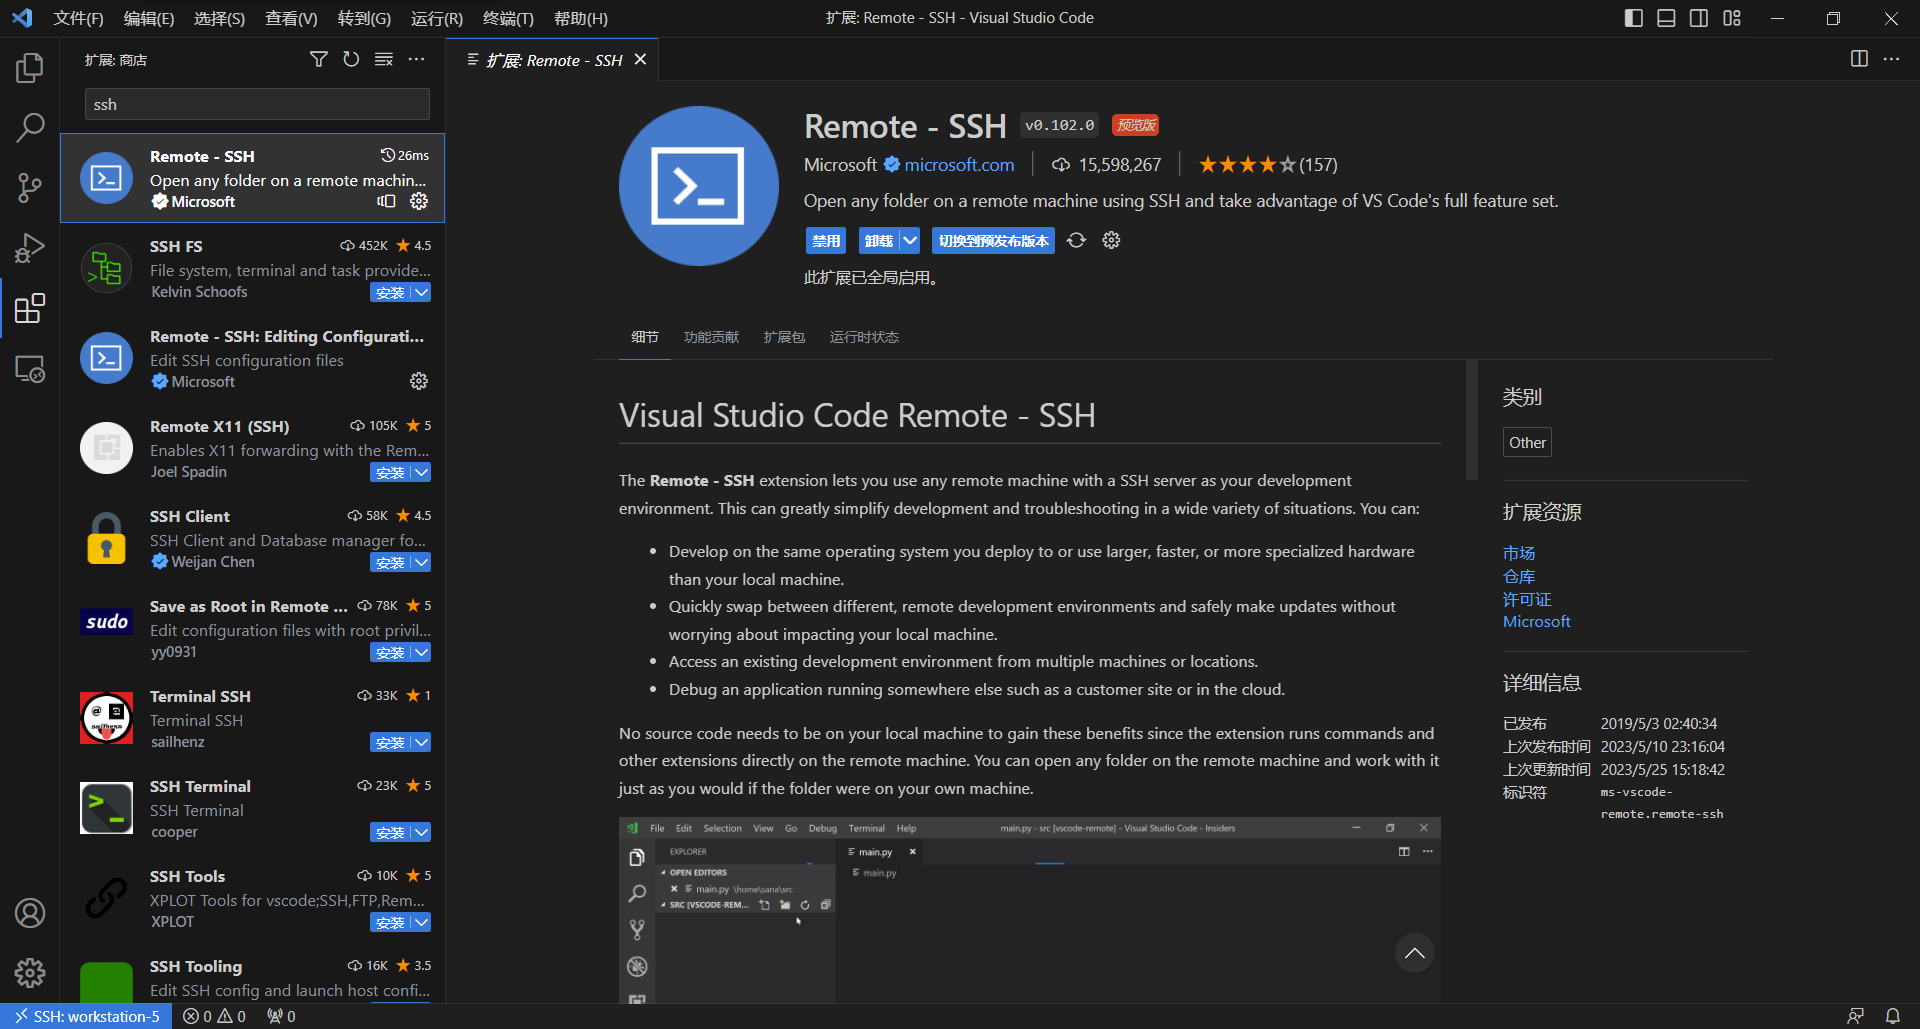 文件(F) 编辑(E) 选择(S) 查看(V) 转到(G) 运行(R) 终端(T) 帮助(H) 扩展: Remote - SSH - Visual Studio Code
扩展: 商店
ssh
Remote - SSH 26ms
Open any folder on a remote machin...
Microsoft
SSH FS 452K 4.5
File system, terminal and task provide...
Kelvin Schoofs 安装
Remote - SSH: Editing Configurati...
Edit SSH configuration files
Microsoft
Remote X11 (SSH) 105K 5
Enables X11 forwarding with the Rem...
Joel Spadin 安装
SSH Client 58K 4.5
SSH Client and Database manager fo...
Weijan Chen 安装
sudo
Save as Root in Remote ... 78K 5
Edit configuration files with root privil...
yy0931 安装
Terminal SSH 33K 1
Terminal SSH
sailhenz 安装
SSH Terminal 23K 5
SSH Terminal
cooper 安装
SSH Tools 10K 5
XPLOT Tools for vscode;SSH,FTP,Rem...
XPLOT 安装
SSH Tooling 16K 3.5
Edit SSH config and launch host confi...
扩展: Remote - SSH
Remote - SSH v0.102.0 预览版
Microsoft microsoft.com 15,598,267 (157)
Open any folder on a remote machine using SSH and take advantage of VS Code's full feature set.
禁用 卸载 切换到预发布版本
此扩展已全局启用。
细节 功能贡献 扩展包 运行时状态
Visual Studio Code Remote - SSH
The Remote - SSH extension lets you use any remote machine with a SSH server as your development
environment. This can greatly simplify development and troubleshooting in a wide variety of situations. You can:
• Develop on the same operating system you deploy to or use larger, faster, or more specialized hardware
than your local machine.
• Quickly swap between different, remote development environments and safely make updates without
worrying about impacting your local machine.
• Access an existing development environment from multiple machines or locations.
• Debug an application running somewhere else such as a customer site or in the cloud.
No source code needs to be on your local machine to gain these benefits since the extension runs commands and
other extensions directly on the remote machine. You can open any folder on the remote machine and work with it
just as you would if the folder were on your own machine.
File Edit Selection View Go Debug Terminal Help main.py - src [vscode-remote] - Visual Studio Code - Insiders
EXPLORER
OPEN EDITORS
main.py \home\sana\src
SRC [VSCODE-REM...
main.py
main.py
类别
Other
扩展资源
市场
仓库
许可证
Microsoft
详细信息
已发布 2019/5/3 02:40:34
上次发布时间 2023/5/10 23:16:04
上次更新时间 2023/5/25 15:18:42
标识符 ms-vscode-
remote.remote-ssh
SSH: workstation-5 0 0 0